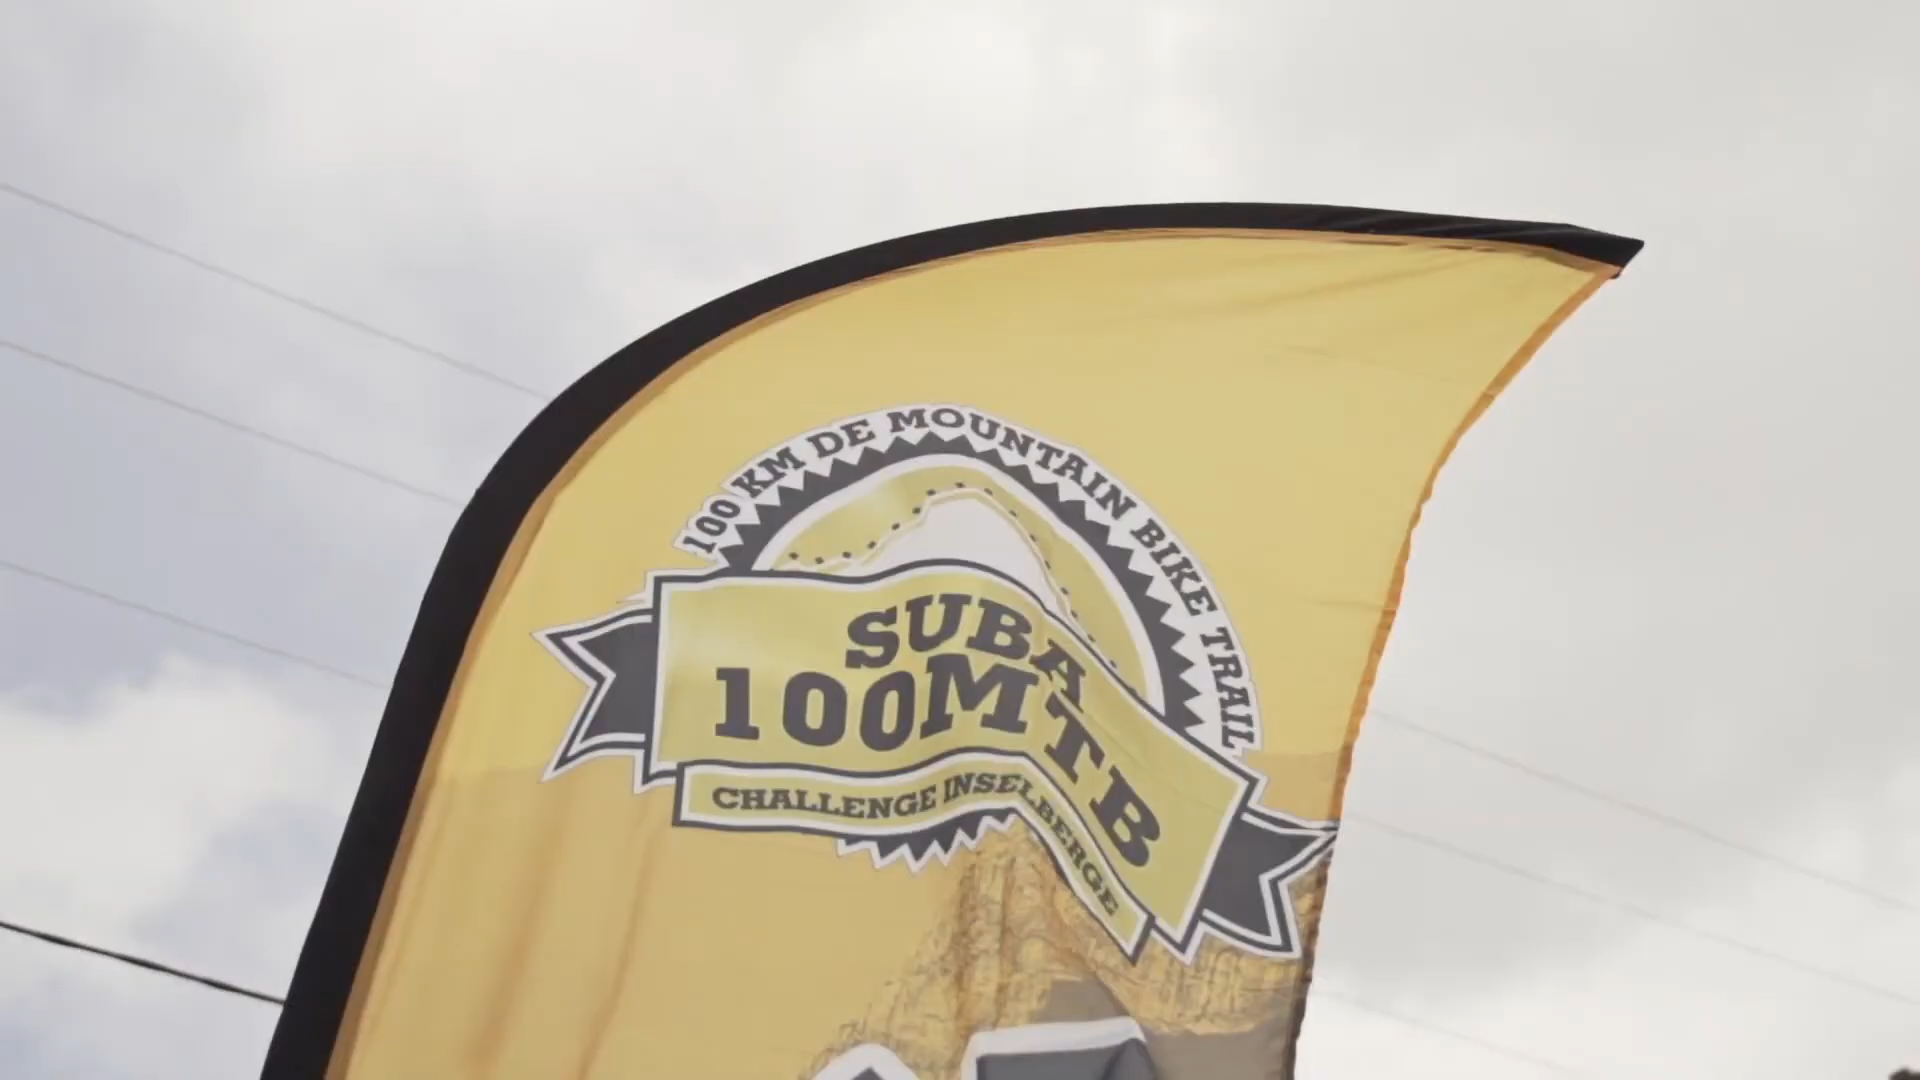 100 KM DE MOUNTAIN BIKE TRAIL
SUBA
100MTB
CHALLENGE INSELBERGE